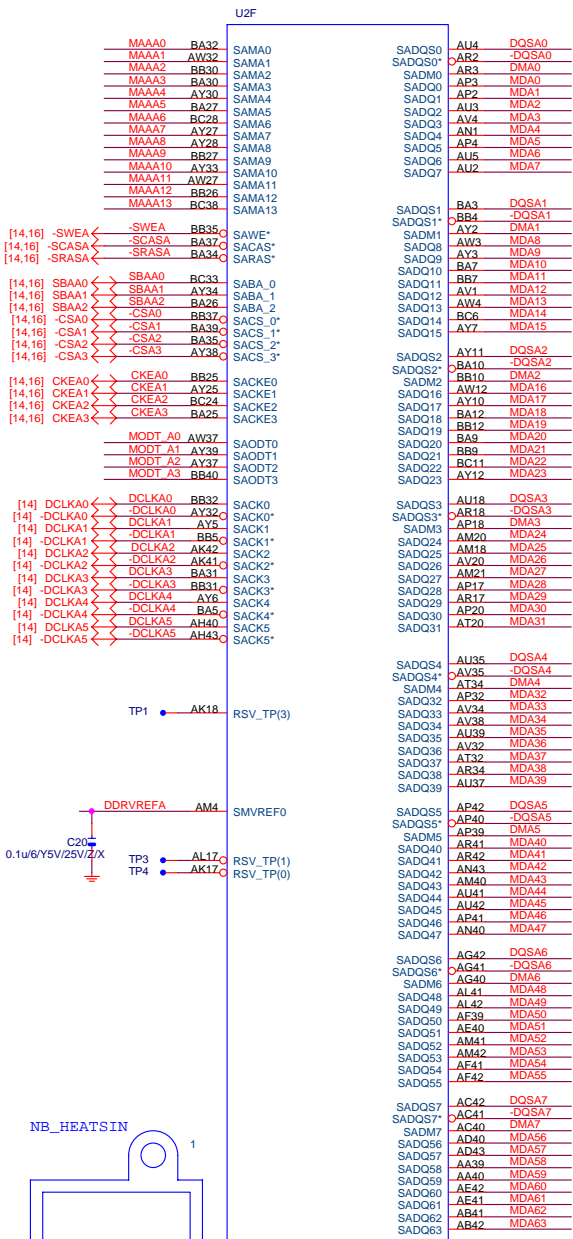 U2F
MAAA0 BA32 SAMA0
MAAA1 AW32 SAMA1
MAAA2 BB30 SAMA2
MAAA3 BA30 SAMA3
MAAA4 AY30 SAMA4
MAAA5 BA27 SAMA5
MAAA6 BC28 SAMA6
MAAA7 AY27 SAMA7
MAAA8 AY28 SAMA8
MAAA9 BB27 SAMA9
MAAA10 AY33 SAMA10
MAAA11 AW27 SAMA11
MAAA12 BB26 SAMA12
MAAA13 BC38 SAMA13
[14,16] -SWEA -SWEA BB35 SAWE*
[14,16] -SCASA -SCASA BA37 SACAS*
[14,16] -SRASA -SRASA BA34 SARAS*
[14,16] SBAA0 SBAA0 BC33 SABA_0
[14,16] SBAA1 SBAA1 AY34 SABA_1
[14,16] SBAA2 SBAA2 BA26 SABA_2
[14,16] -CSA0 -CSA0 BB37 SACS_0*
[14,16] -CSA1 -CSA1 BA39 SACS_1*
[14,16] -CSA2 -CSA2 BA35 SACS_2*
[14,16] -CSA3 -CSA3 AY38 SACS_3*
[14,16] CKEA0 CKEA0 BB25 SACKE0
[14,16] CKEA1 CKEA1 AY25 SACKE1
[14,16] CKEA2 CKEA2 BC24 SACKE2
[14,16] CKEA3 CKEA3 BA25 SACKE3
MODT_A0 AW37 SAODT0
MODT_A1 AY39 SAODT1
MODT_A2 AY37 SAODT2
MODT_A3 BB40 SAODT3
[14] DCLKA0 DCLKA0 BB32 SACK0
[14] -DCLKA0 -DCLKA0 AY32 SACK0*
[14] DCLKA1 DCLKA1 AY5 SACK1
[14] -DCLKA1 -DCLKA1 BB5 SACK1*
[14] DCLKA2 DCLKA2 AK42 SACK2
[14] -DCLKA2 -DCLKA2 AK41 SACK2*
[14] DCLKA3 DCLKA3 BA31 SACK3
[14] -DCLKA3 -DCLKA3 BB31 SACK3*
[14] DCLKA4 DCLKA4 AY6 SACK4
[14] -DCLKA4 -DCLKA4 BA5 SACK4*
[14] DCLKA5 DCLKA5 AH40 SACK5
[14] -DCLKA5 -DCLKA5 AH43 SACK5*
TP1 AK18 RSV_TP(3)
DDRVREFA AM4 SMVREF0
C20
0.1u/6/Y5V/25V/Z/X
TP3 AL17 RSV_TP(1)
TP4 AK17 RSV_TP(0)
NB_HEATSIN
1
SADQS0 AU4 DQSA0
SADQS0* AR2 -DQSA0
SADM0 AR3 DMA0
SADQ0 AP3 MDA0
SADQ1 AP2 MDA1
SADQ2 AU3 MDA2
SADQ3 AV4 MDA3
SADQ4 AN1 MDA4
SADQ5 AP4 MDA5
SADQ6 AU5 MDA6
SADQ7 AU2 MDA7
SADQS1 BA3 DQSA1
SADQS1* BB4 -DQSA1
SADM1 AY2 DMA1
SADQ8 AW3 MDA8
SADQ9 AY3 MDA9
SADQ10 BA7 MDA10
SADQ11 BB7 MDA11
SADQ12 AV1 MDA12
SADQ13 AW4 MDA13
SADQ14 BC6 MDA14
SADQ15 AY7 MDA15
SADQS2 AY11 DQSA2
SADQS2* BA10 -DQSA2
SADM2 BB10 DMA2
SADQ16 AW12 MDA16
SADQ17 AY10 MDA17
SADQ18 BA12 MDA18
SADQ19 BB12 MDA19
SADQ20 BA9 MDA20
SADQ21 BB9 MDA21
SADQ22 BC11 MDA22
SADQ23 AY12 MDA23
SADQS3 AU18 DQSA3
SADQS3* AR18 -DQSA3
SADM3 AP18 DMA3
SADQ24 AM20 MDA24
SADQ25 AM18 MDA25
SADQ26 AV20 MDA26
SADQ27 AM21 MDA27
SADQ28 AP17 MDA28
SADQ29 AR17 MDA29
SADQ30 AP20 MDA30
SADQ31 AT20 MDA31
SADQS4 AU35 DQSA4
SADQS4* AV35 -DQSA4
SADM4 AT34 DMA4
SADQ32 AP32 MDA32
SADQ33 AV34 MDA33
SADQ34 AV38 MDA34
SADQ35 AU39 MDA35
SADQ36 AV32 MDA36
SADQ37 AT32 MDA37
SADQ38 AR34 MDA38
SADQ39 AU37 MDA39
SADQS5 AP42 DQSA5
SADQS5* AP40 -DQSA5
SADM5 AP39 DMA5
SADQ40 AR41 MDA40
SADQ41 AR42 MDA41
SADQ42 AN43 MDA42
SADQ43 AM40 MDA43
SADQ44 AU41 MDA44
SADQ45 AU42 MDA45
SADQ46 AP41 MDA46
SADQ47 AN40 MDA47
SADQS6 AG42 DQSA6
SADQS6* AG41 -DQSA6
SADM6 AG40 DMA6
SADQ48 AL41 MDA48
SADQ49 AL42 MDA49
SADQ50 AF39 MDA50
SADQ51 AE40 MDA51
SADQ52 AM41 MDA52
SADQ53 AM42 MDA53
SADQ54 AF41 MDA54
SADQ55 AF42 MDA55
SADQS7 AC42 DQSA7
SADQS7* AC41 -DQSA7
SADM7 AC40 DMA7
SADQ56 AD40 MDA56
SADQ57 AD43 MDA57
SADQ58 AA39 MDA58
SADQ59 AA40 MDA59
SADQ60 AE42 MDA60
SADQ61 AE41 MDA61
SADQ62 AB41 MDA62
SADQ63 AB42 MDA63